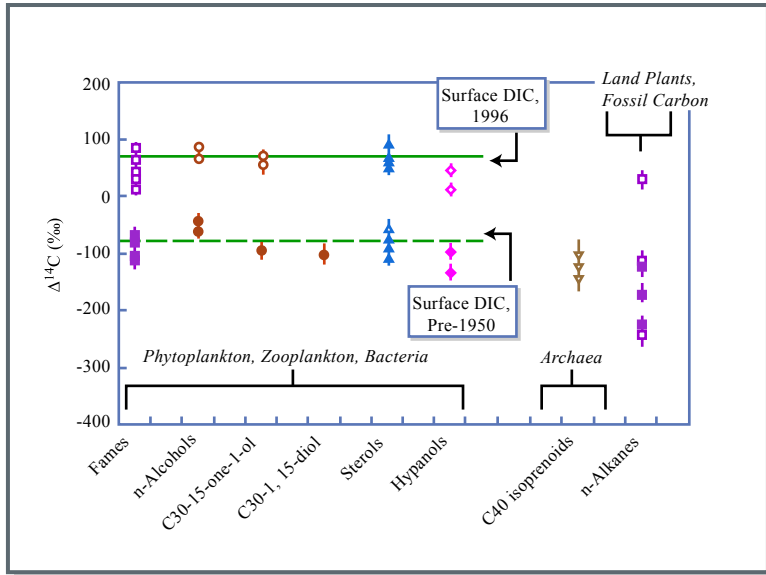 200
100
0
-100
-200
-300
-400
Δ¹⁴C (‰)
Surface DIC,
1996
Land Plants,
Fossil Carbon
Surface DIC,
Pre-1950
Phytoplankton, Zooplankton, Bacteria
Archaea
Fames
n-Alcohols
C30-15-one-1-ol
C30-1, 15-diol
Sterols
Hypanols
C40 isoprenoids
n-Alkanes